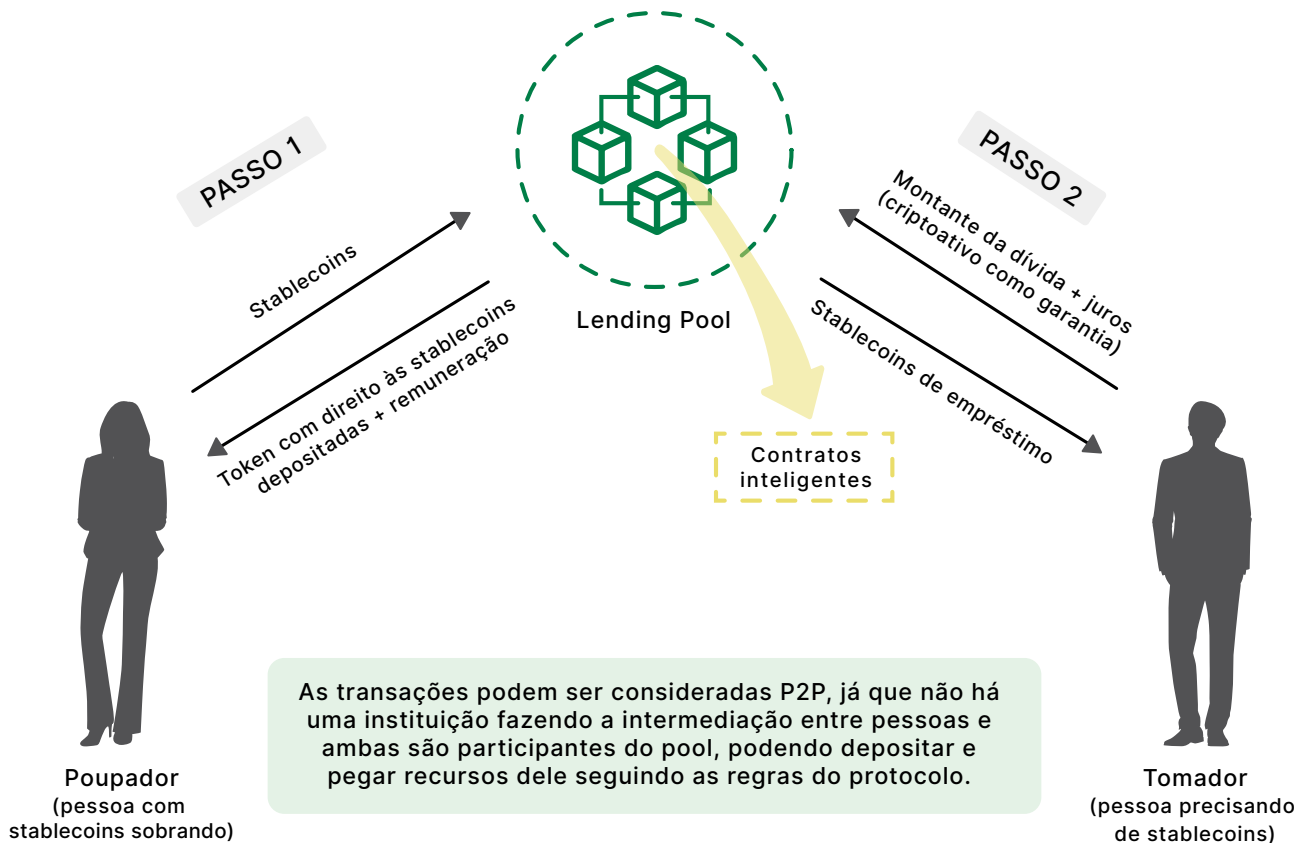 PASSO 1
Stablecoins
Token com direito às stablecoins
depositadas + remuneração
Lending Pool
PASSO 2
Montante da dívida + juros
(criptoativo como garantia)
Stablecoins de empréstimo
Contratos
inteligentes
As transações podem ser consideradas P2P, já que não há
uma instituição fazendo a intermediação entre pessoas e
ambas são participantes do pool, podendo depositar e
pegar recursos dele seguindo as regras do protocolo.
Poupador
(pessoa com
stablecoins sobrando)
Tomador
(pessoa precisando
de stablecoins)